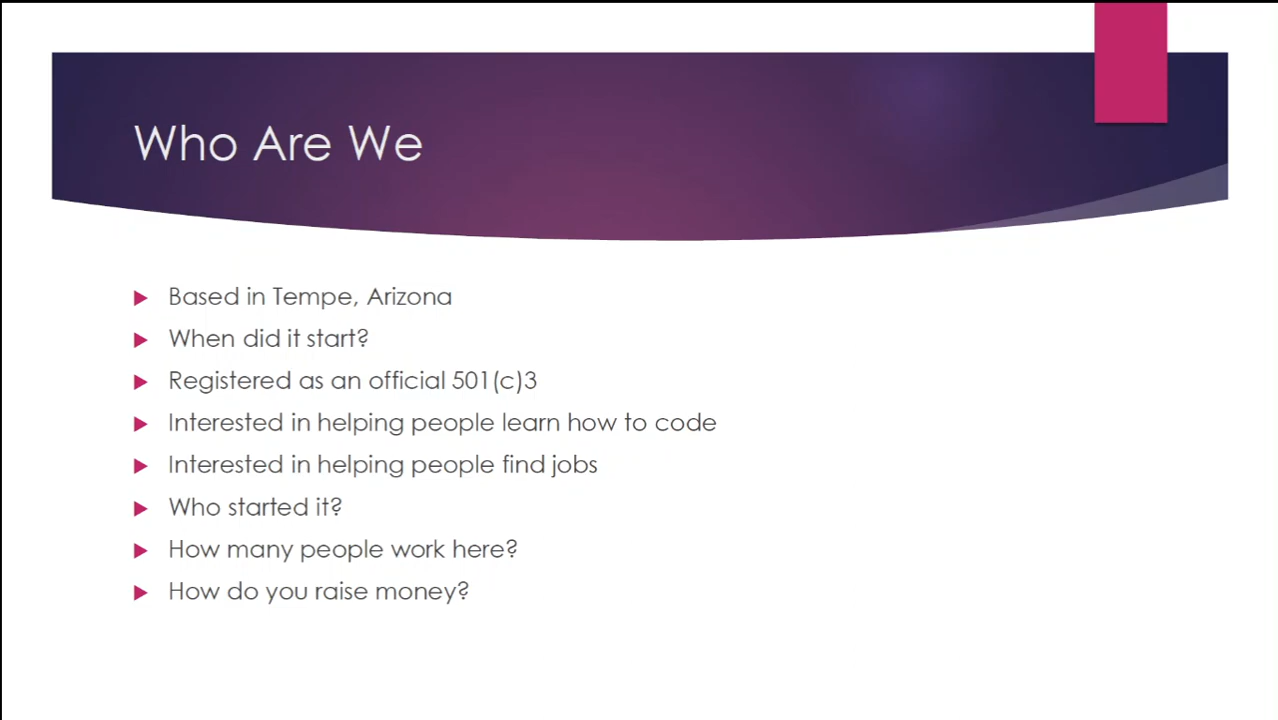 Who Are We
Based in Tempe, Arizona
When did it start?
Registered as an official 501(c)3
Interested in helping people learn how to code
Interested in helping people find jobs
Who started it?
How many people work here?
How do you raise money?